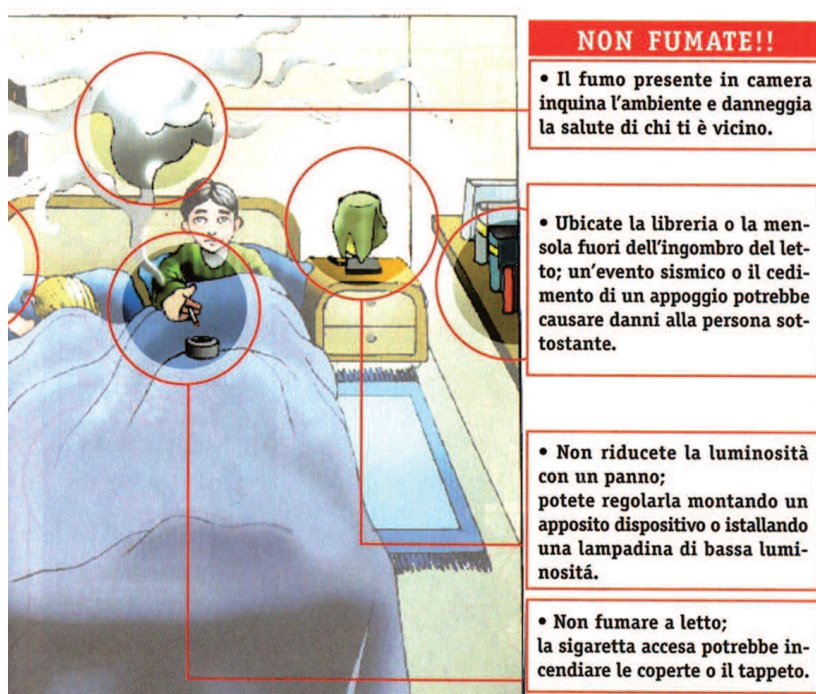 NON FUMATE!!
• Il fumo presente in camera
inquina l'ambiente e danneggia
la salute di chi ti è vicino.
• Ubicate la libreria o la men-
sola fuori dell'ingombro del let-
to; un'evento sismico o il cedi-
mento di un appoggio potrebbe
causare danni alla persona sot-
tostante.
• Non riducete la luminosità
con un panno;
potete regolarla montando un
apposito dispositivo o istallando
una lampadina di bassa lumi-
nositá.
• Non fumare a letto;
la sigaretta accesa potrebbe in-
cendiare le coperte o il tappeto.